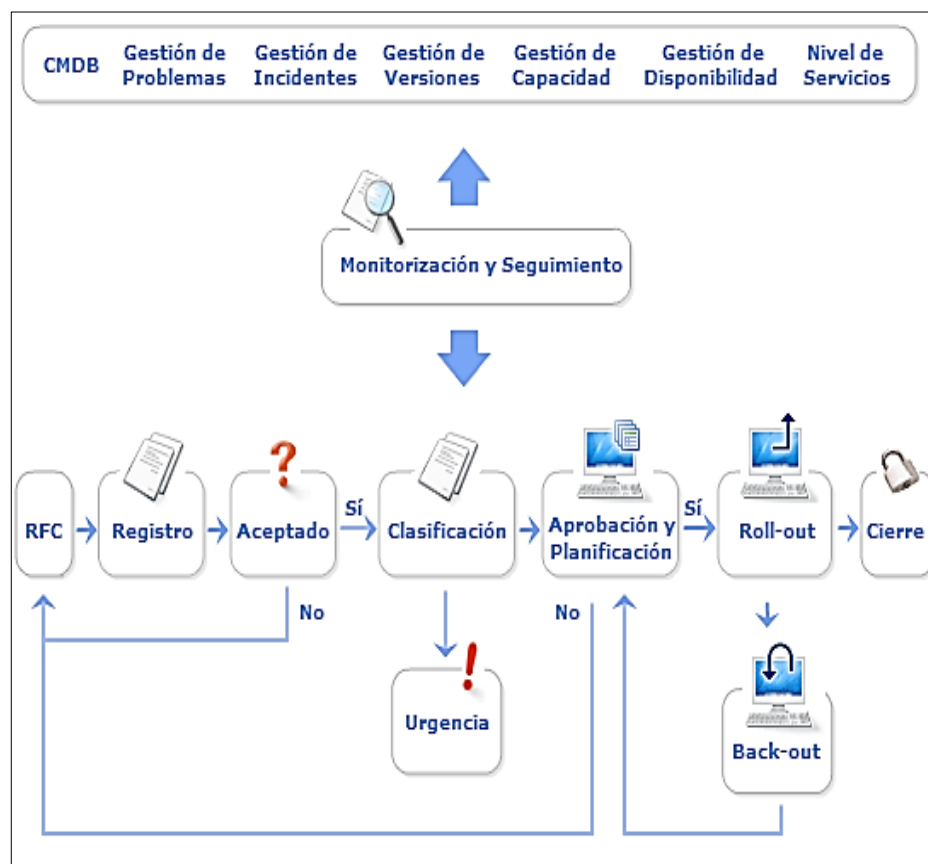 CMDB
Gestión de
Problemas
Gestión de
Incidentes
Gestión de
Versiones
Gestión de
Capacidad
Gestión de
Disponibilidad
Nivel de
Servicios
Monitorización y Seguimiento
RFC
Registro
Aceptado
Sí
Clasificación
Aprobación y
Planificación
Sí
Roll-out
Cierre
No
No
Urgencia
Back-out